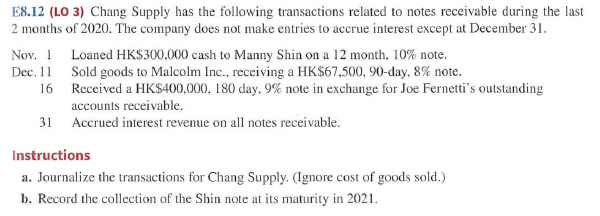 E8.12 (LO 3) Chang Supply has the following transactions related to notes receivable during the last
2 months of 2020. The company does not make entries to accrue interest except at December 31.
Nov. 1 Loaned HK$300,000 cash to Manny Shin on a 12 month, 10% note.
Dec. 11 Sold goods to Malcolm Inc., receiving a HK$67,500, 90-day, 8% note.
16 Received a HK$400,000, 180 day, 9% note in exchange for Joe Fernetti's outstanding
accounts receivable.
31 Accrued interest revenue on all notes receivable.
Instructions
a. Journalize the transactions for Chang Supply. (Ignore cost of goods sold.)
b. Record the collection of the Shin note at its maturity in 2021.